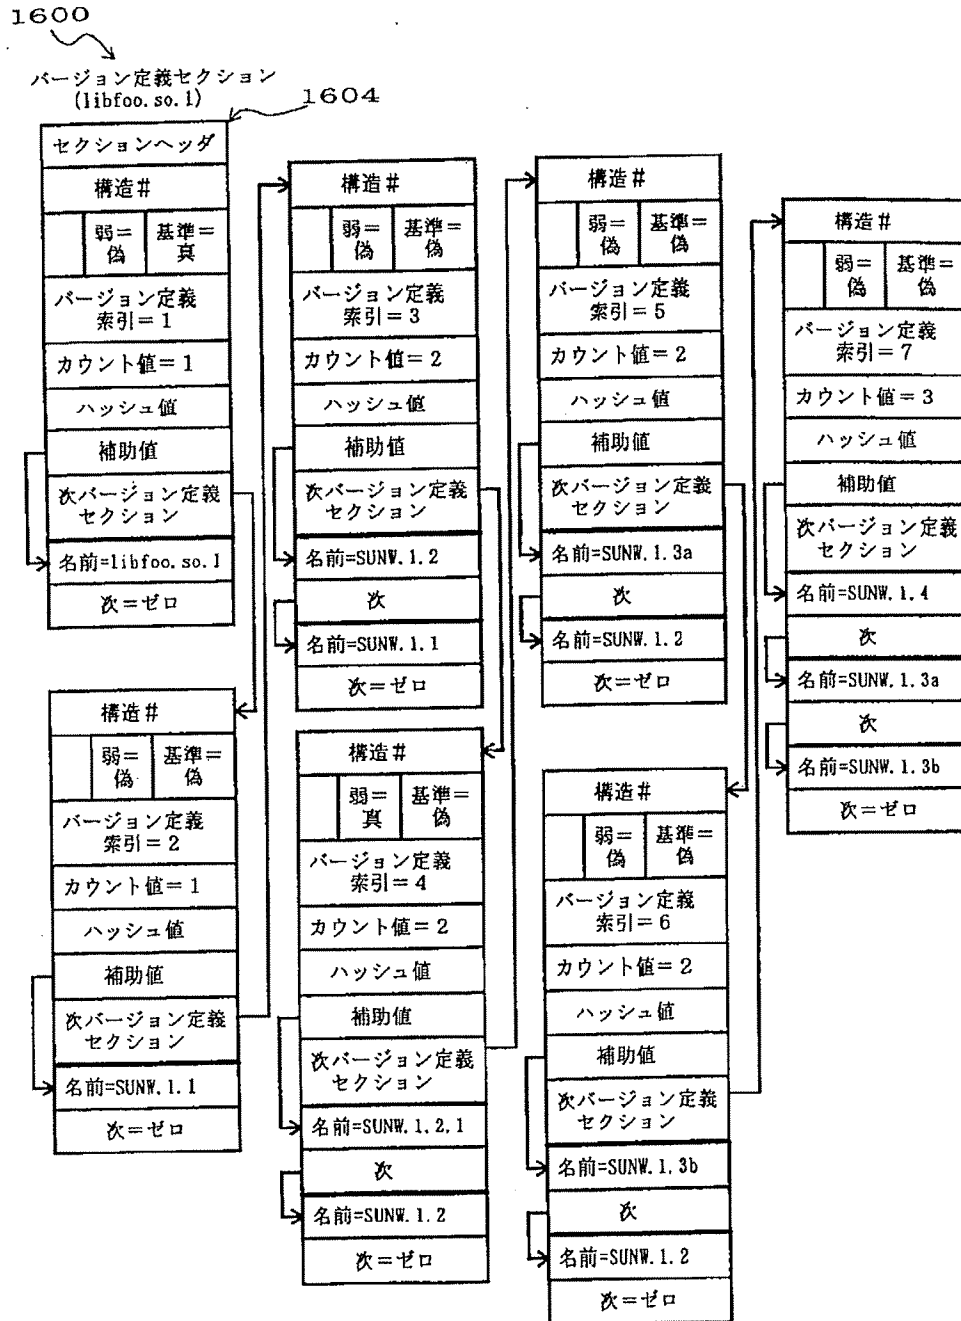 1600
バージョン定義セクション
(libfoo.so.1)
1604
セクションヘッダ
構造#
弱=
偽
基準=
真
バージョン定義
索引=1
カウント値=1
ハッシュ値
補助値
次バージョン定義
セクション
名前=libfoo.so.1
次=ゼロ
構造#
弱=
偽
基準=
偽
バージョン定義
索引=2
カウント値=1
ハッシュ値
補助値
次バージョン定義
セクション
名前=SUNW.1.1
次=ゼロ
構造#
弱=
偽
基準=
偽
バージョン定義
索引=3
カウント値=2
ハッシュ値
補助値
次バージョン定義
セクション
名前=SUNW.1.2
次
名前=SUNW.1.1
次=ゼロ
構造#
弱=
真
基準=
偽
バージョン定義
索引=4
カウント値=2
ハッシュ値
補助値
次バージョン定義
セクション
名前=SUNW.1.2.1
次
名前=SUNW.1.2
次=ゼロ
構造#
弱=
偽
基準=
偽
バージョン定義
索引=5
カウント値=2
ハッシュ値
補助値
次バージョン定義
セクション
名前=SUNW.1.3a
次
名前=SUNW.1.2
次=ゼロ
構造#
弱=
偽
基準=
偽
バージョン定義
索引=6
カウント値=2
ハッシュ値
補助値
次バージョン定義
セクション
名前=SUNW.1.3b
次
名前=SUNW.1.2
次=ゼロ
構造#
弱=
偽
基準=
偽
バージョン定義
索引=7
カウント値=3
ハッシュ値
補助値
次バージョン定義
セクション
名前=SUNW.1.4
次
名前=SUNW.1.3a
次
名前=SUNW.1.3b
次=ゼロ